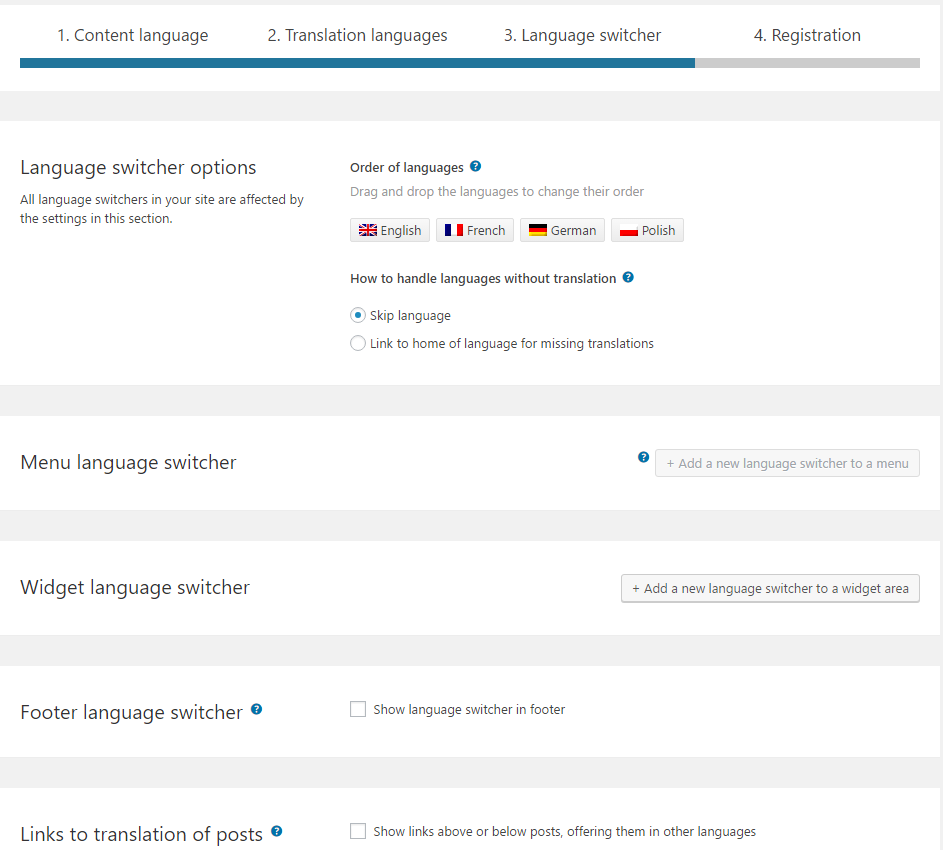 1. Content language
2. Translation languages
3. Language switcher
4. Registration
Language switcher options
All language switchers in your site are affected by
the settings in this section.
Order of languages ?
Drag and drop the languages to change their order
English
French
German
Polish
How to handle languages without translation ?
Skip language
Link to home of language for missing translations
Menu language switcher
? + Add a new language switcher to a menu
Widget language switcher
+ Add a new language switcher to a widget area
Footer language switcher ?
Show language switcher in footer
Links to translation of posts ?
Show links above or below posts, offering them in other languages